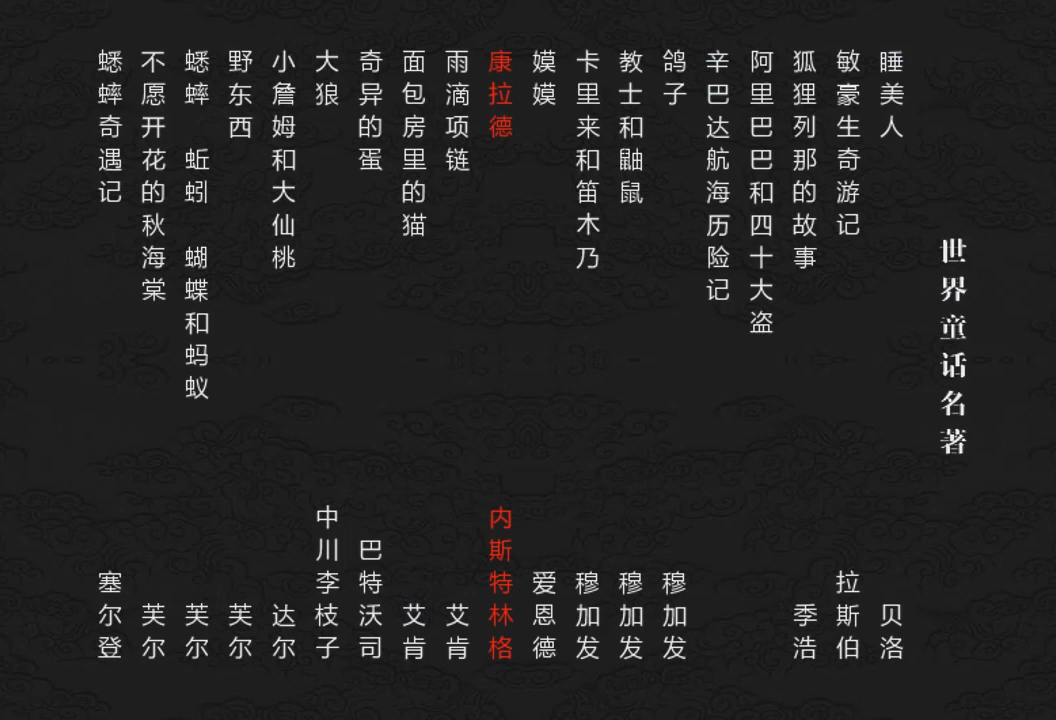 世界童话名著
睡美人 贝洛
敏豪生奇游记 拉斯伯
狐狸列那的故事 季浩
阿里巴巴和四十大盗
辛巴达航海历险记
鸽子 穆加发
教士和鼬鼠 穆加发
卡里来和笛木乃 穆加发
嫫嫫 爱恩德
康拉德 内斯特林格
雨滴项链 艾肯
面包房里的猫 艾肯
奇异的蛋 巴特沃司
大狼 中川李枝子
小詹姆和大仙桃 达尔
野东西 芙尔
蟋蟀 蚯蚓 蝴蝶和蚂蚁 芙尔
不愿开花的秋海棠 芙尔
蟋蟀奇遇记 塞尔登